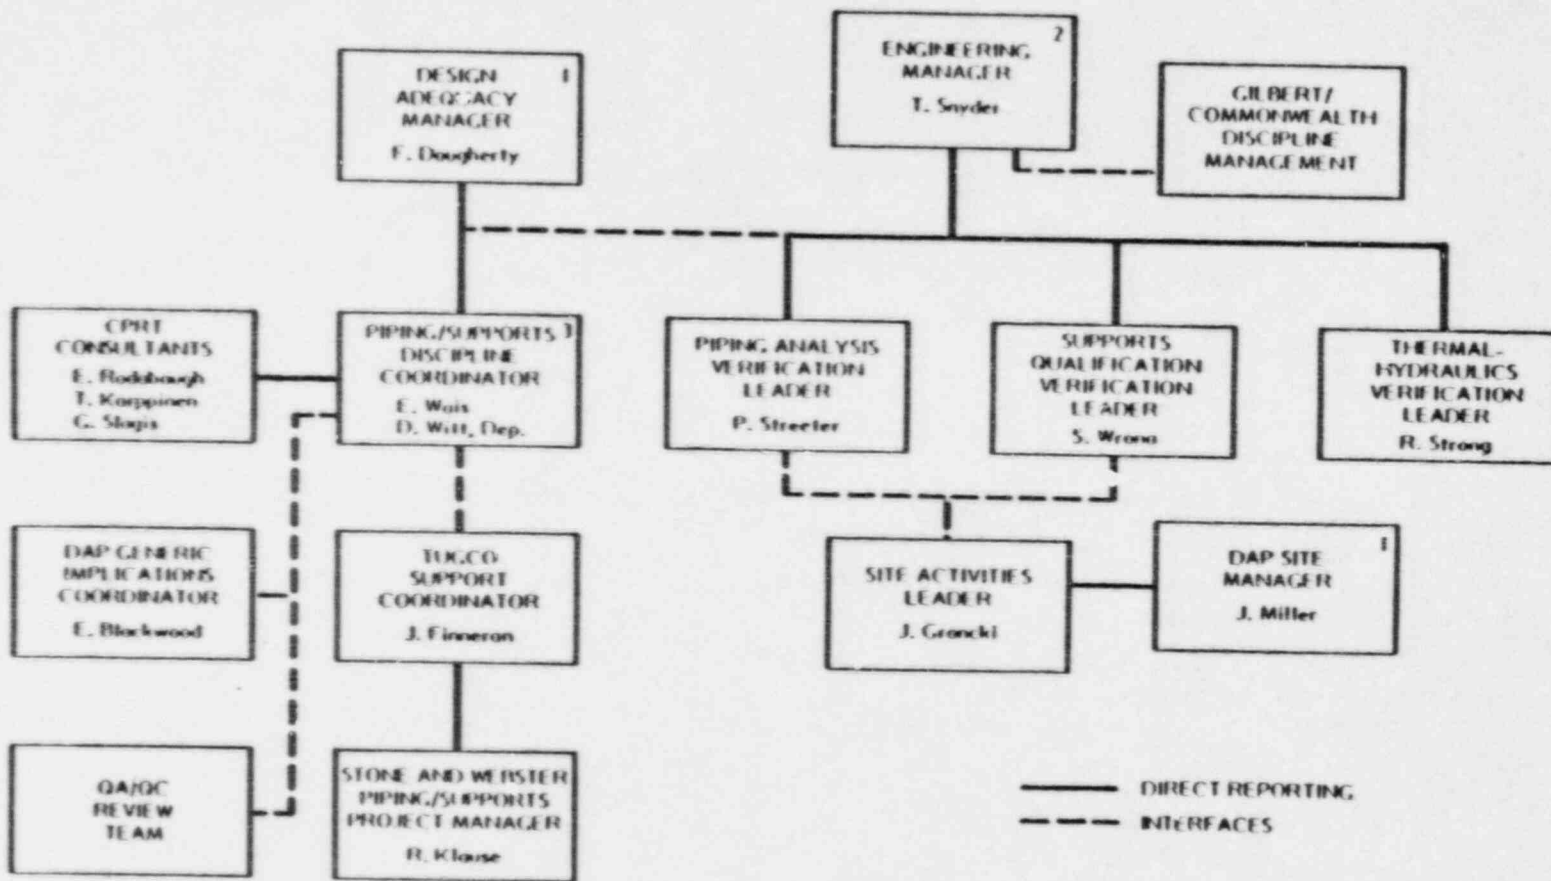 DESIGN 1
ADEQUACY
MANAGER
F. Dougherty
ENGINEERING 2
MANAGER
T. Snyder
GILBERT/
COMMONWEALTH
DISCIPLINE
MANAGEMENT
CPRT
CONSULTANTS
E. Rodabaugh
T. Karppinen
G. Slagis
PIPING/SUPPORTS 3
DISCIPLINE
COORDINATOR
E. Wais
D. Witt, Dep.
PIPING ANALYSIS
VERIFICATION
LEADER
P. Streeter
SUPPORTS
QUALIFICATION
VERIFICATION
LEADER
S. Wrona
THERMAL-
HYDRAULICS
VERIFICATION
LEADER
R. Strong
DAP GENERIC
IMPLICATIONS
COORDINATOR
E. Blackwood
TUGCO
SUPPORT
COORDINATOR
J. Finneran
SITE ACTIVITIES
LEADER
J. Groncki
DAP SITE 1
MANAGER
J. Miller
QA/QC
REVIEW
TEAM
STONE AND WEBSTER
PIPING/SUPPORTS
PROJECT MANAGER
R. Klause
DIRECT REPORTING
INTERFACES